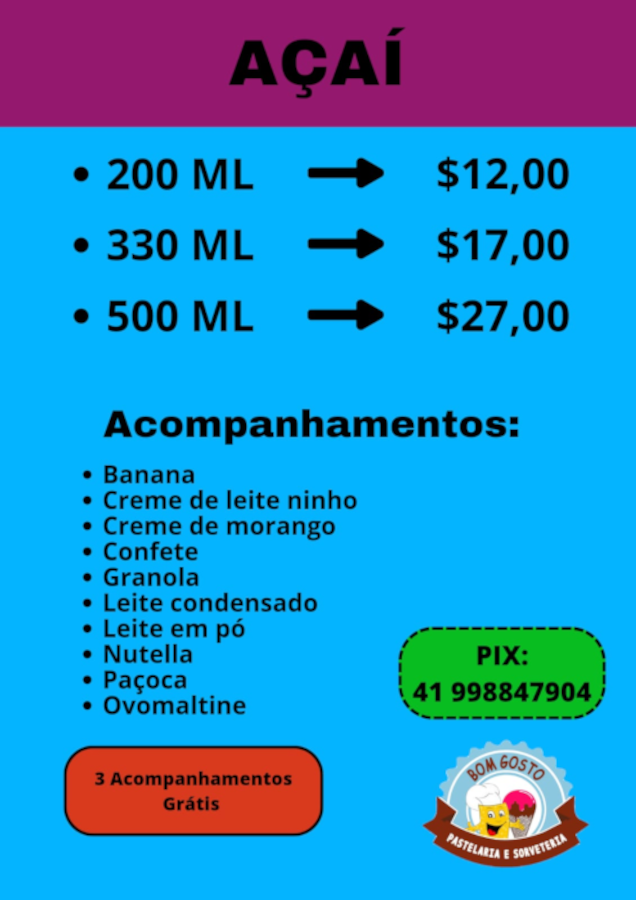 AÇAÍ
• 200 ML → $12,00
• 330 ML → $17,00
• 500 ML → $27,00
Acompanhamentos:
• Banana
• Creme de leite ninho
• Creme de morango
• Confete
• Granola
• Leite condensado
• Leite em pó
• Nutella
• Paçoca
• Ovomaltine
PIX:
41 998847904
3 Acompanhamentos
Grátis
BOM GOSTO
PASTELARIA E SORVETERIA